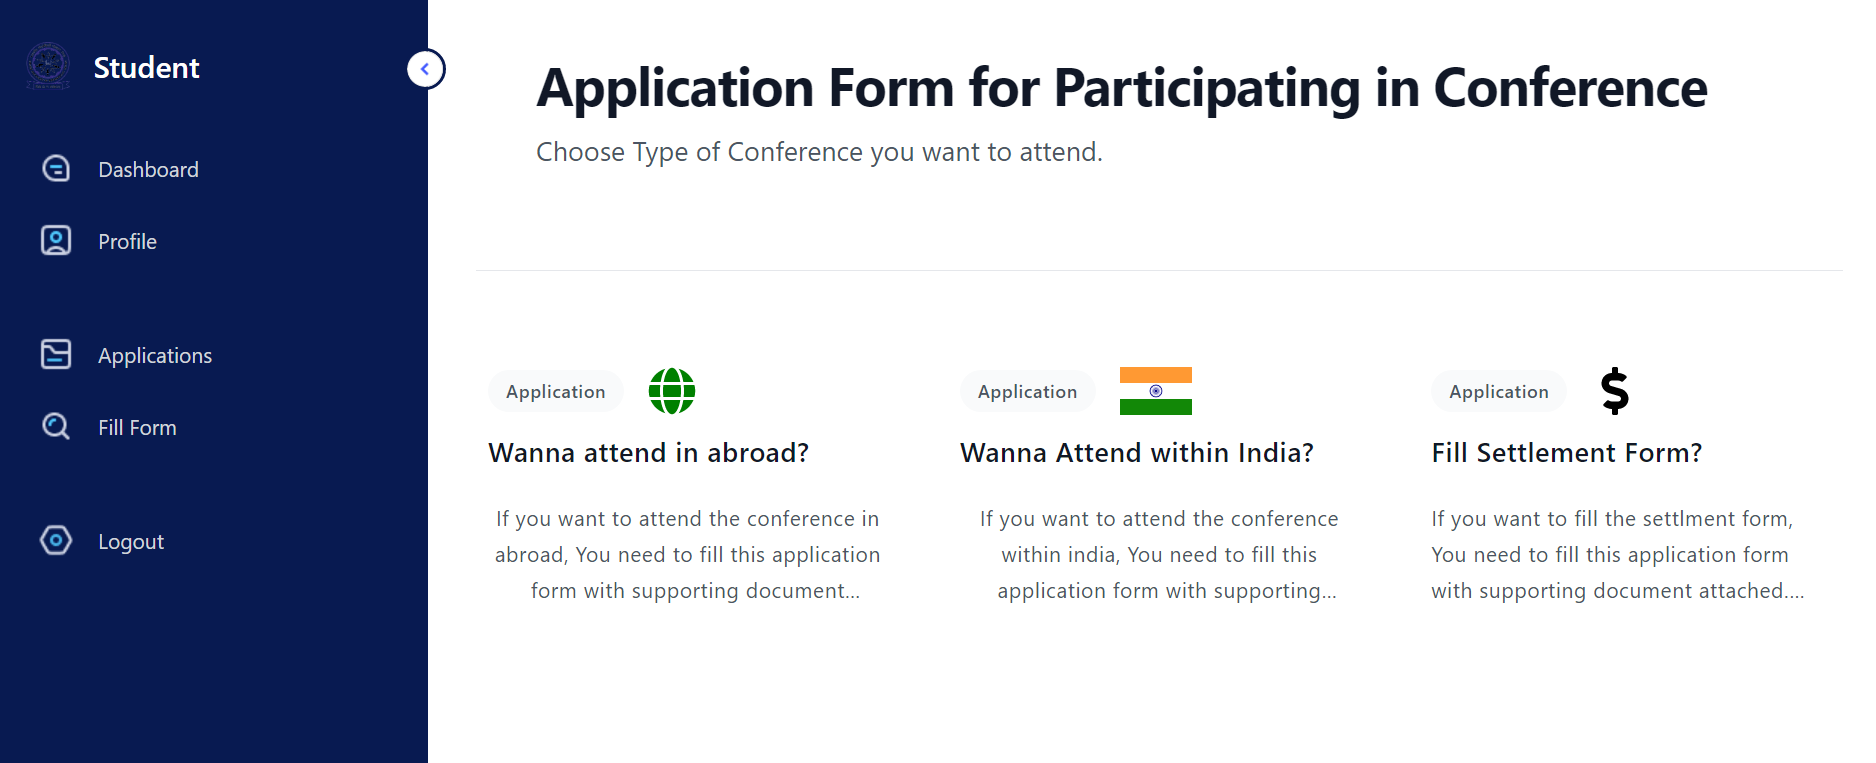 Student
Dashboard
Profile
Applications
Fill Form
Logout
Application Form for Participating in Conference
Choose Type of Conference you want to attend.
Application
Wanna attend in abroad?
If you want to attend the conference in
abroad, You need to fill this application
form with supporting document...
Application
Wanna Attend within India?
If you want to attend the conference
within india, You need to fill this
application form with supporting...
Application
Fill Settlement Form?
If you want to fill the settlment form,
You need to fill this application form
with supporting document attached....